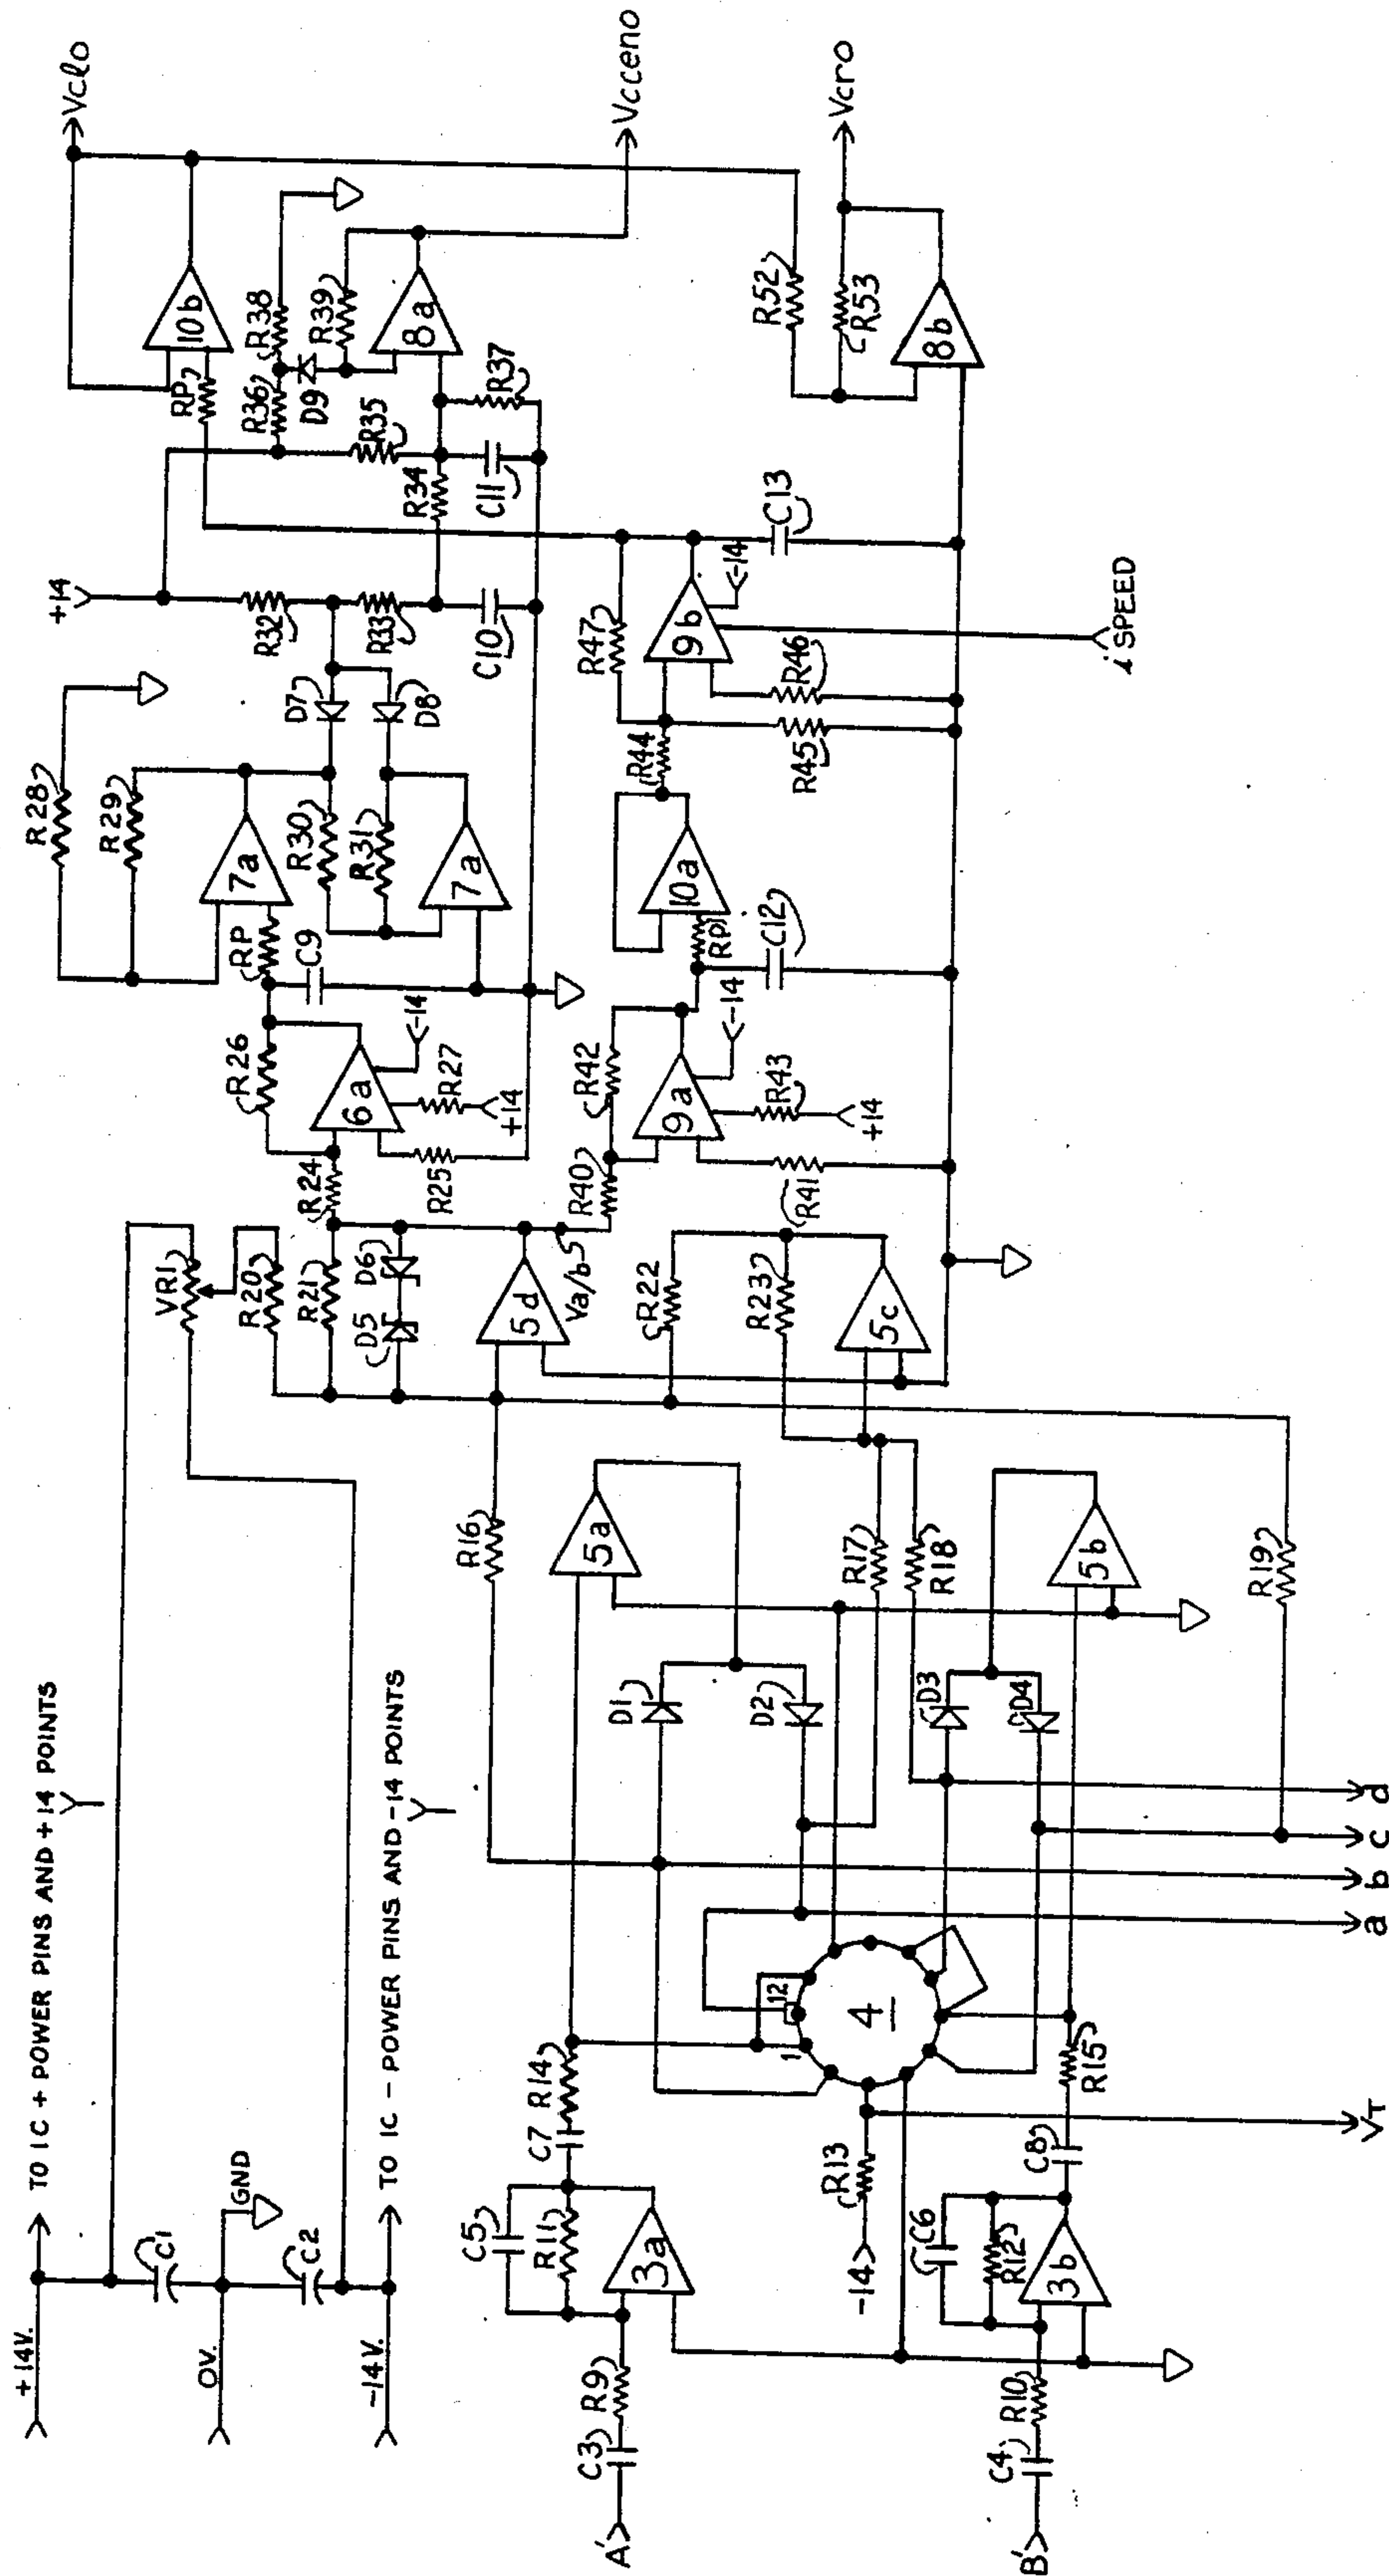 +14V. TO IC + POWER PINS AND +14 POINTS
C1
0V. GND
C2
-14V. TO IC - POWER PINS AND -14 POINTS
VR1
R20
R21
D5 D6
R24
R26
6a
-14
R27
+14
R25
RP
C9
R28
R29
7a
R30
R31
7a
D7
D8
+14
R32
R33
C10
R34
R35
C11
R36
RP
10b
D9
R38
R39
8a
R37
Vclo
Vcceno
A'
C3
R9
C5
R11
3a
C7
R14
R16
D1
D2
5a
5d
Va/b
R40
R42
9a
-14
R43
+14
R41
RP
10a
C12
R44
R45
R47
9b
-14
R46
C13
i SPEED
R52
R53
8b
Vcro
-14
R13
1
12
4
R17
R18
R22
R23
5c
B'
C4
R10
C6
R12
3b
C8
R15
D3
D4
5b
R19
VT
a
b
c
d